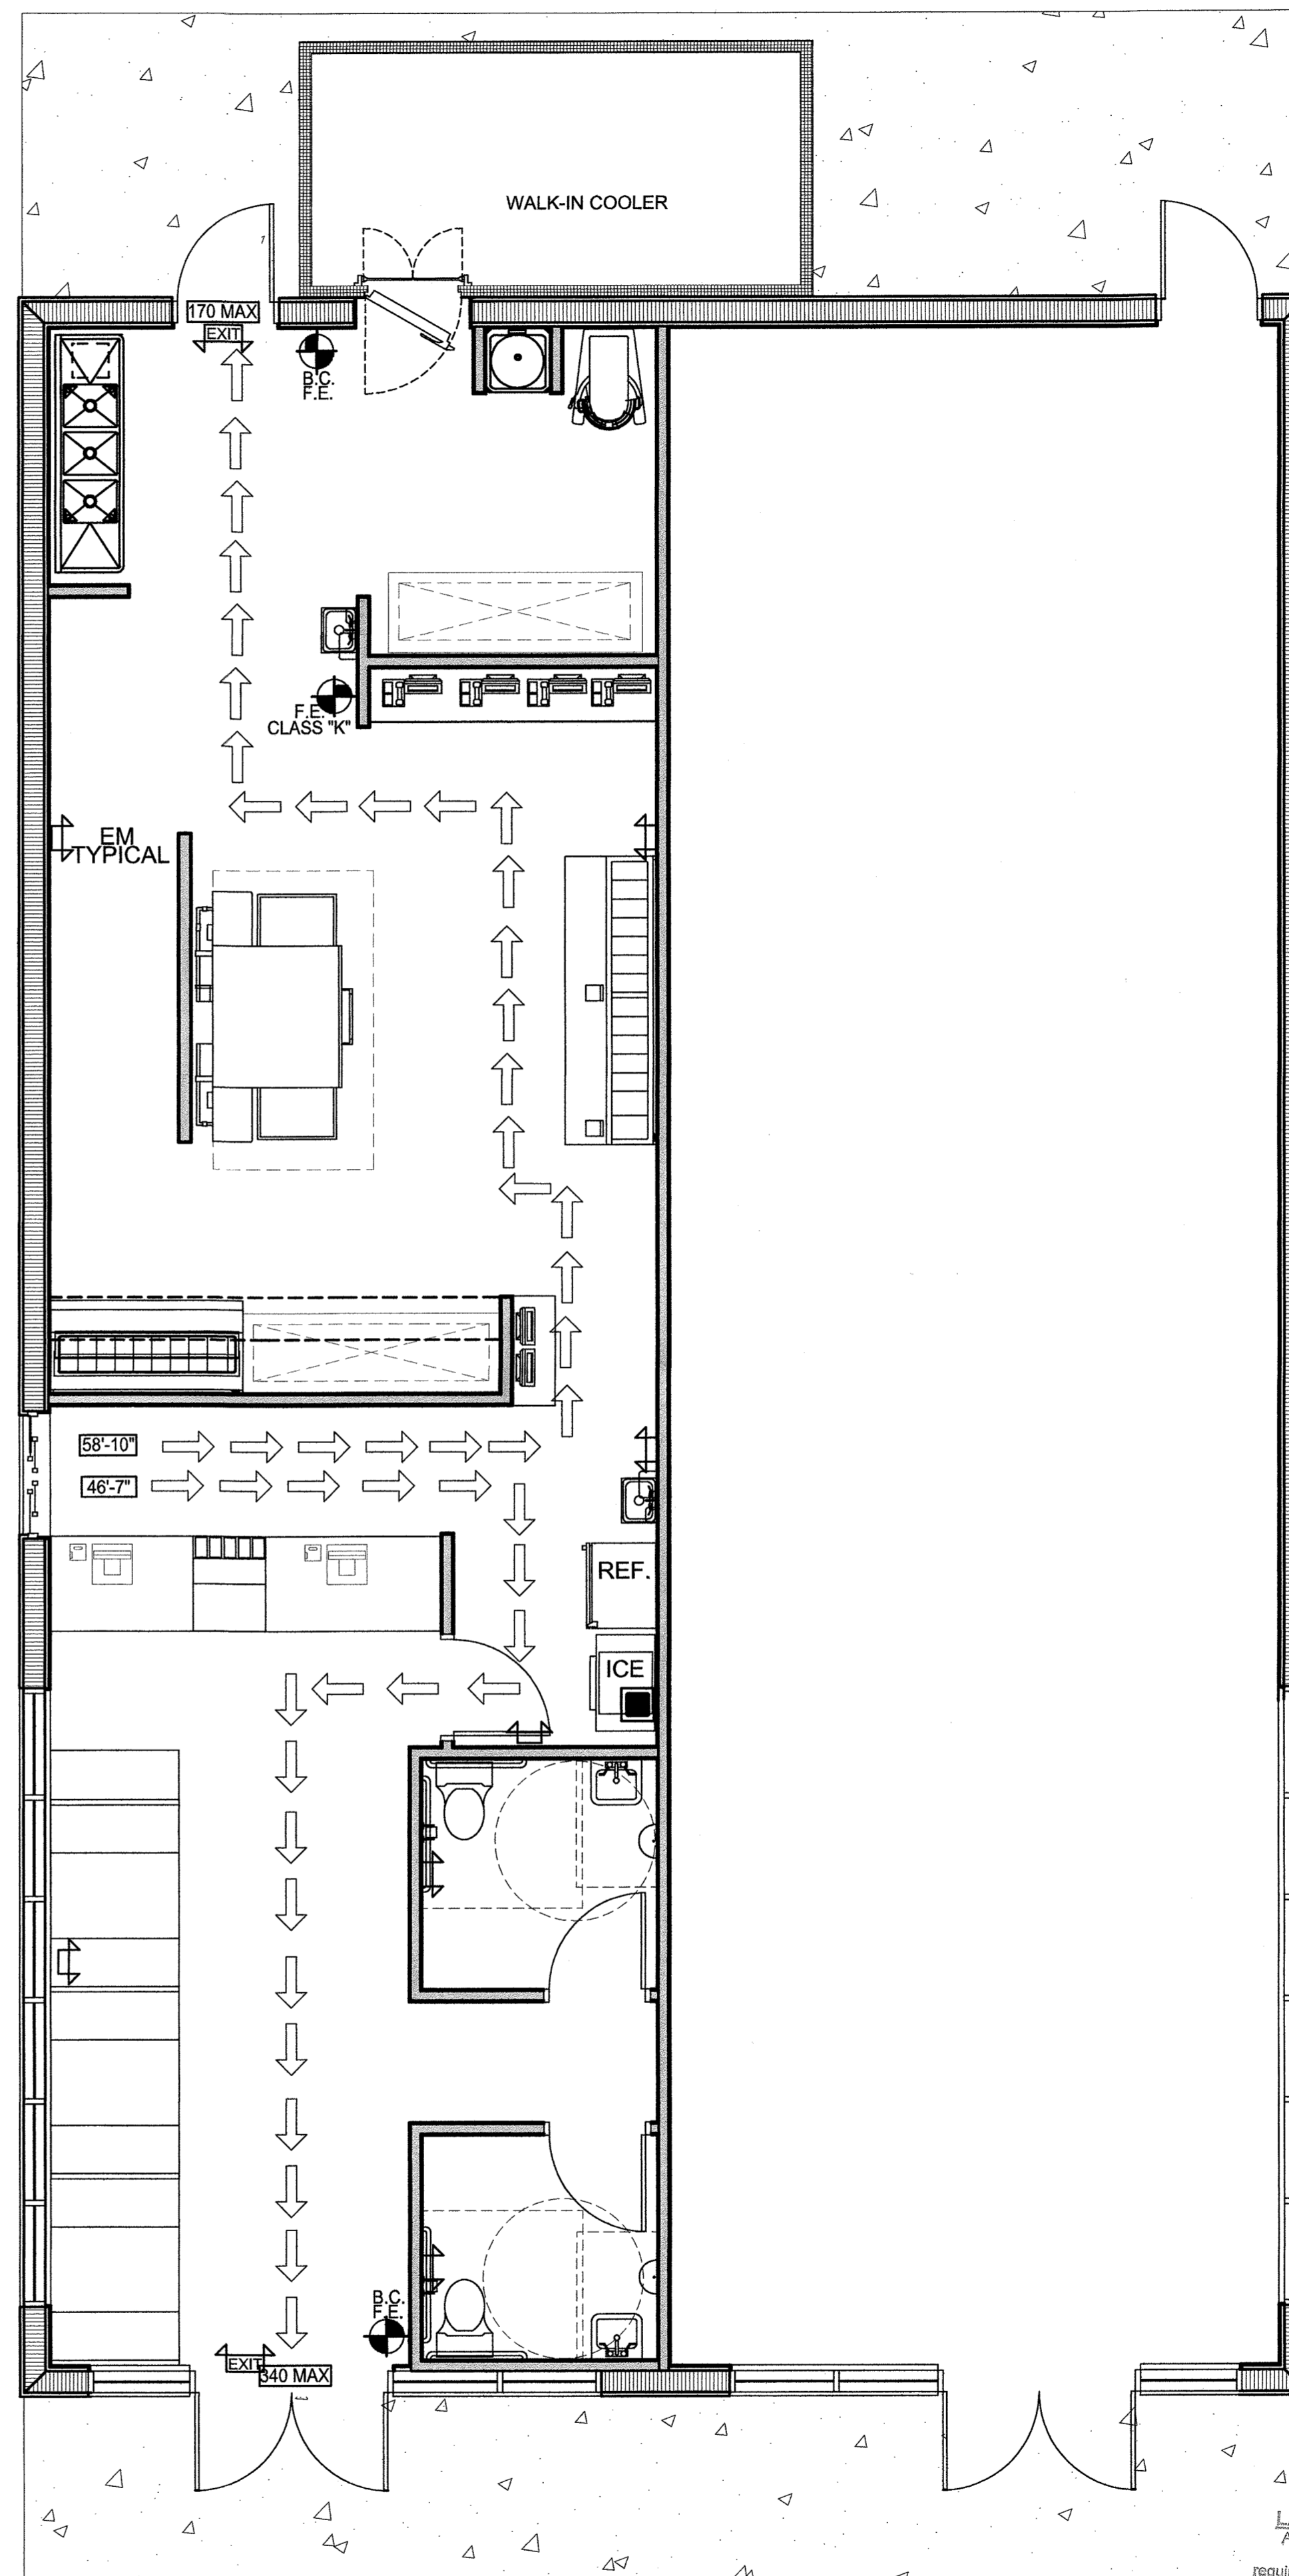 WALK-IN COOLER
170 MAX
EXIT
B.C.
F.E.
F.E.
CLASS "K"
EM
TYPICAL
58'-10"
46'-7"
REF.
ICE
B.C.
F.E.
EXIT
340 MAX